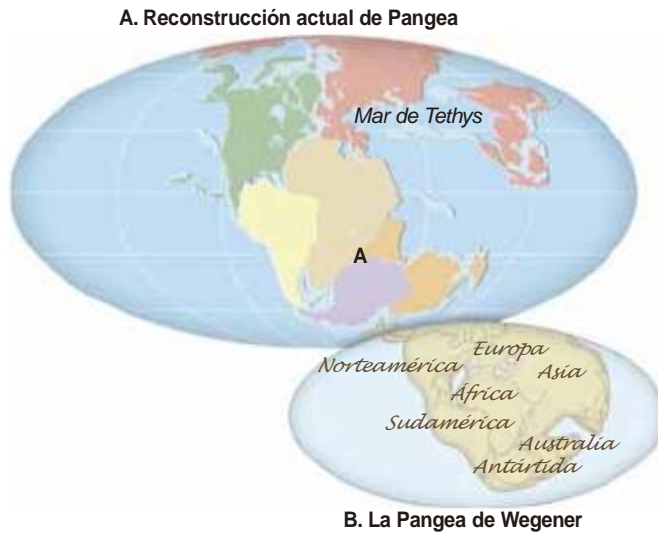 A. Reconstrucción actual de Pangea
Mar de Tethys
A
Europa
Norteamérica
Asia
África
Sudamérica
Australia
Antártida
B. La Pangea de Wegener